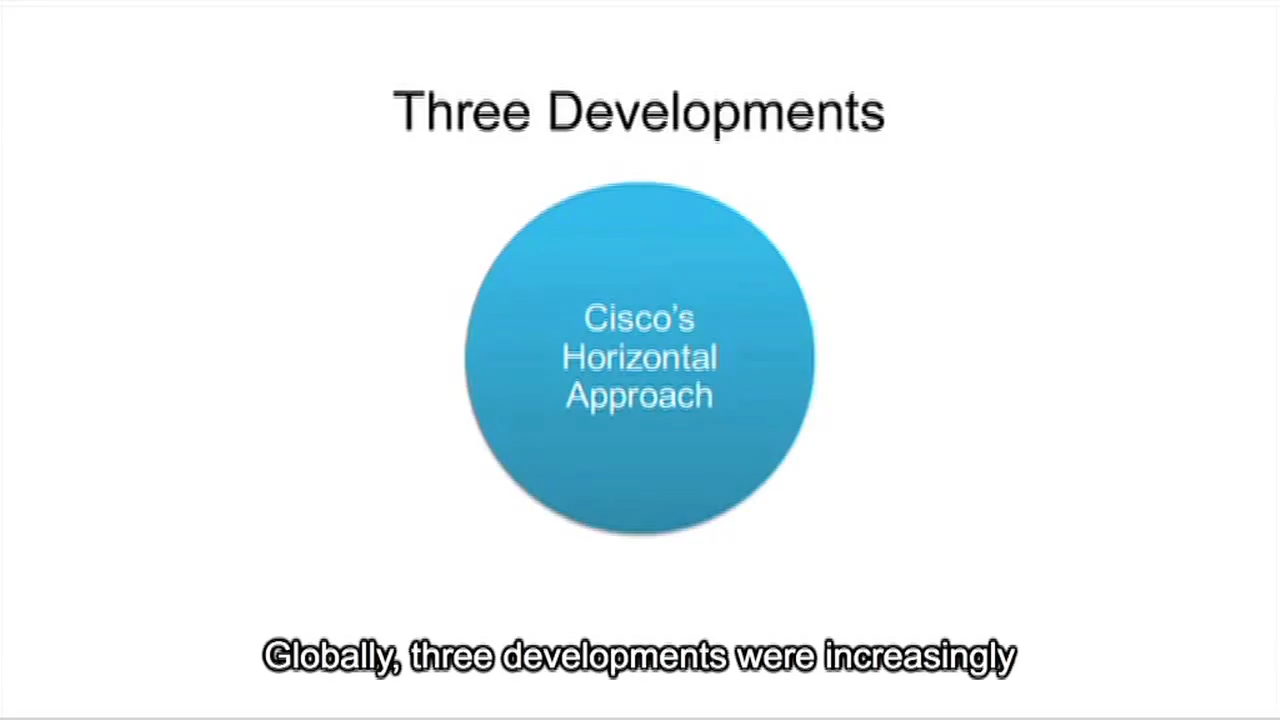 Three Developments
Cisco's
Horizontal
Approach
Globally, three developments were increasingly